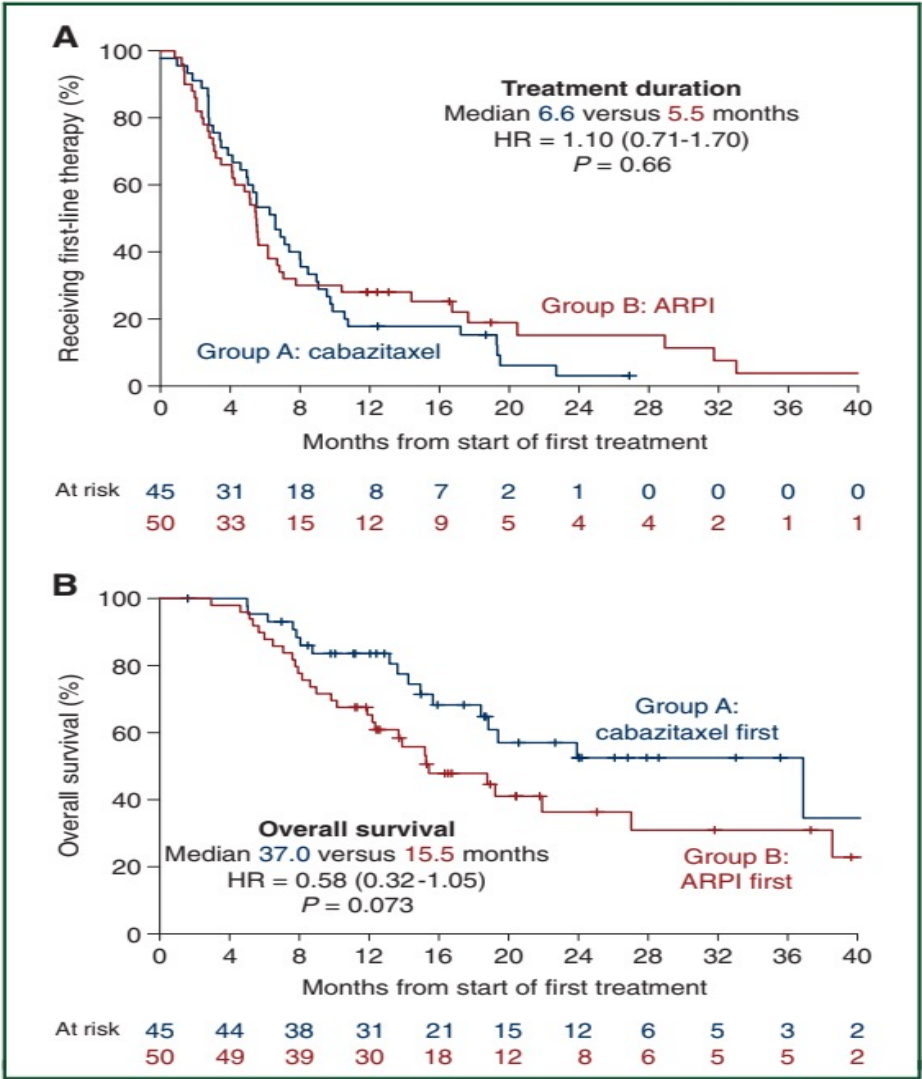 A
Receiving first-line therapy (%)
100
80
60
40
20
0
Treatment duration
Median 6.6 versus 5.5 months
HR = 1.10 (0.71-1.70)
P = 0.66
Group B: ARPI
Group A: cabazitaxel
0 4 8 12 16 20 24 28 32 36 40
Months from start of first treatment
At risk 45 31 18 8 7 2 1 0 0 0 0
50 33 15 12 9 5 4 4 2 1 1
B
Overall survival (%)
100
80
60
40
20
0
Group A:
cabazitaxel first
Overall survival
Median 37.0 versus 15.5 months
HR = 0.58 (0.32-1.05)
P = 0.073
Group B:
ARPI first
0 4 8 12 16 20 24 28 32 36 40
Months from start of first treatment
At risk 45 44 38 31 21 15 12 6 5 3 2
50 49 39 30 18 12 8 6 5 5 2